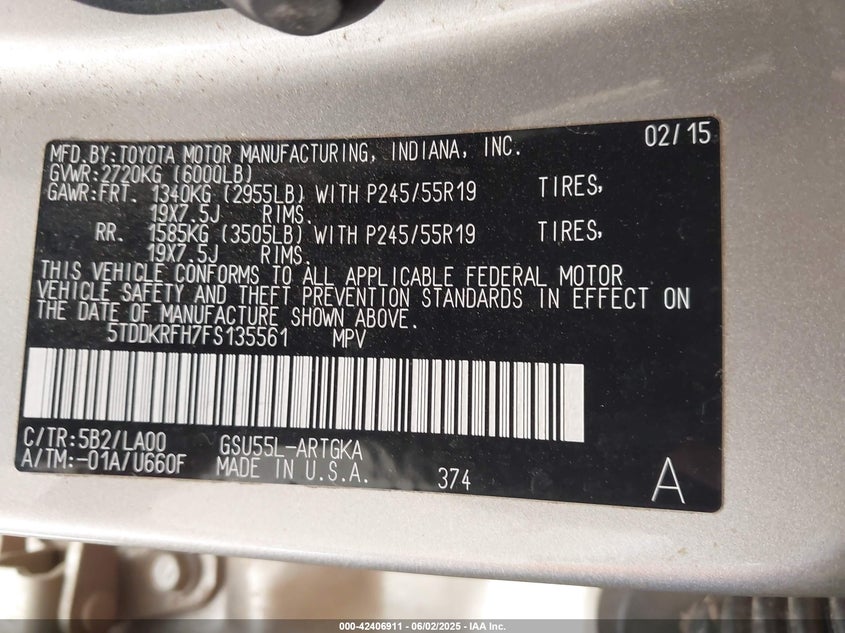 02/15
MFD.BY:TOYOTA MOTOR MANUFACTURING, INDIANA, INC.
GVWR:2720KG (6000LB)
GAWR:FRT. 1340KG (2955LB) WITH P245/55R19 TIRES,
19X7.5J RIMS.
RR. 1585KG (3505LB) WITH P245/55R19 TIRES,
19X7.5J RIMS.
THIS VEHICLE CONFORMS TO ALL APPLICABLE FEDERAL MOTOR
VEHICLE SAFETY AND THEFT PREVENTION STANDARDS IN EFFECT ON
THE DATE OF MANUFACTURE SHOWN ABOVE.
5TDDKRFH7FS135561 MPV
C/TR:5B2/LA00 GSU55L-ARTGKA
A/TM:-01A/U660F MADE IN U.S.A. 374
A
000-42406911 - 06/02/2025 - IAA Inc.